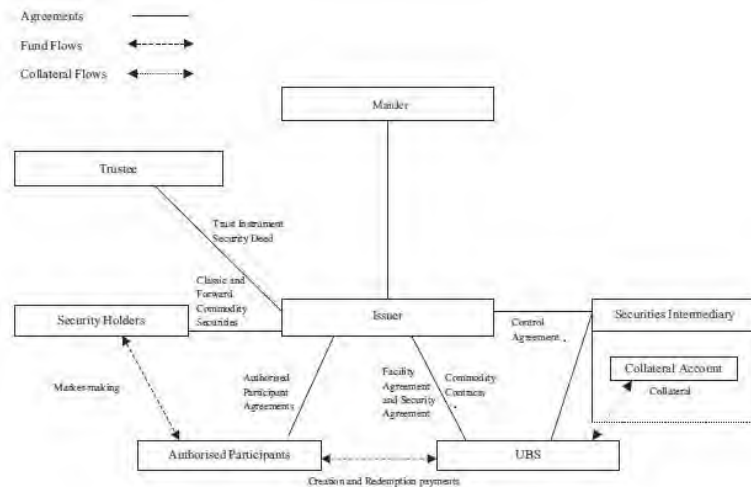 Agreements
Fund Flows
Collateral Flows
Trustee
Trust Instrument
Security Deed
Classic and
Forward
Commodity
Securities
Security Holders
Issuer
Securities Intermediary
Control
Agreement
Collateral Account
Collateral
Market-making
Authorised
Participant
Agreements
Facility
Agreement
and Security
Agreement
Commodity
Contracts
Authorised Participants
UBS
Creation and Redemption payments